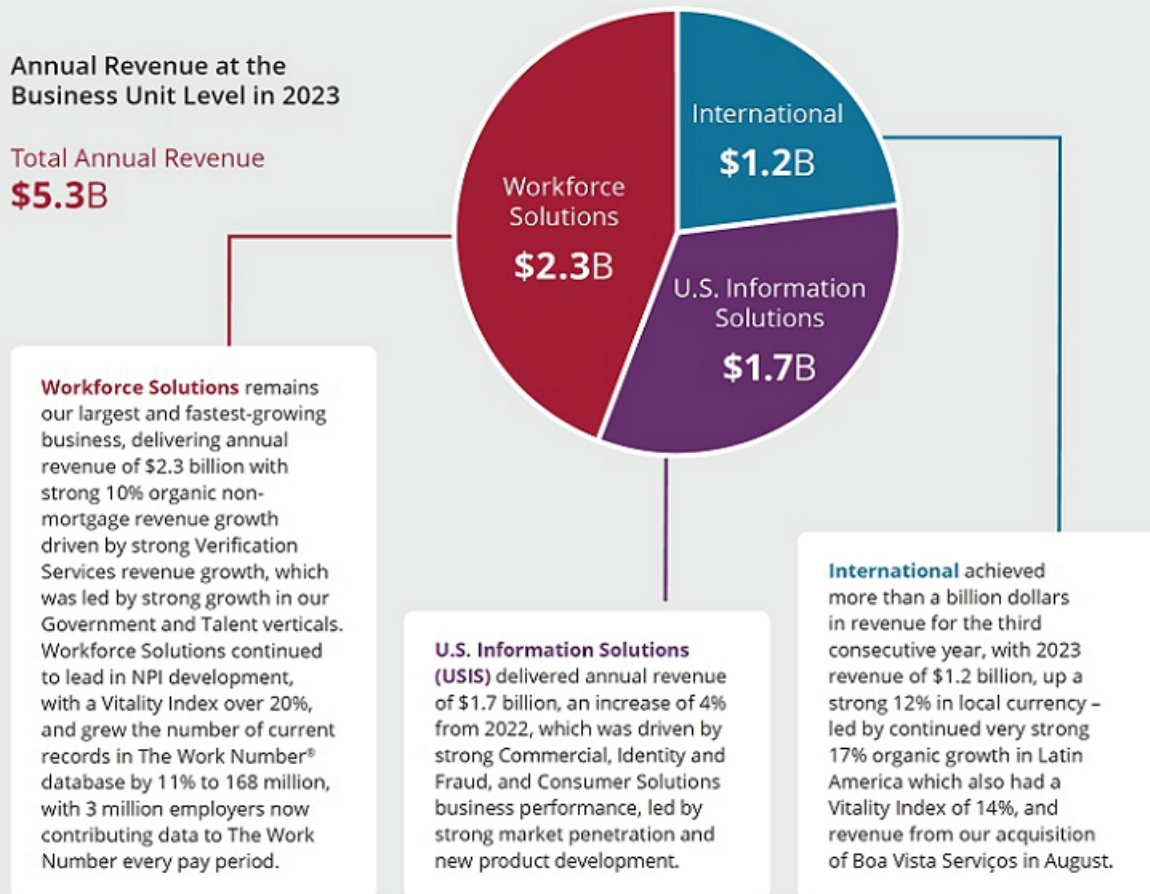 Annual Revenue at the
Business Unit Level in 2023
Total Annual Revenue
$5.3B
International
$1.2B
Workforce
Solutions
$2.3B
U.S. Information
Solutions
$1.7B
Workforce Solutions remains
our largest and fastest-growing
business, delivering annual
revenue of $2.3 billion with
strong 10% organic non-
mortgage revenue growth
driven by strong Verification
Services revenue growth, which
was led by strong growth in our
Government and Talent verticals.
Workforce Solutions continued
to lead in NPI development,
with a Vitality Index over 20%,
and grew the number of current
records in The Work Number®
database by 11% to 168 million,
with 3 million employers now
contributing data to The Work
Number every pay period.
U.S. Information Solutions
(USIS) delivered annual revenue
of $1.7 billion, an increase of 4%
from 2022, which was driven by
strong Commercial, Identity and
Fraud, and Consumer Solutions
business performance, led by
strong market penetration and
new product development.
International achieved
more than a billion dollars
in revenue for the third
consecutive year, with 2023
revenue of $1.2 billion, up a
strong 12% in local currency –
led by continued very strong
17% organic growth in Latin
America which also had a
Vitality Index of 14%, and
revenue from our acquisition
of Boa Vista Serviços in August.